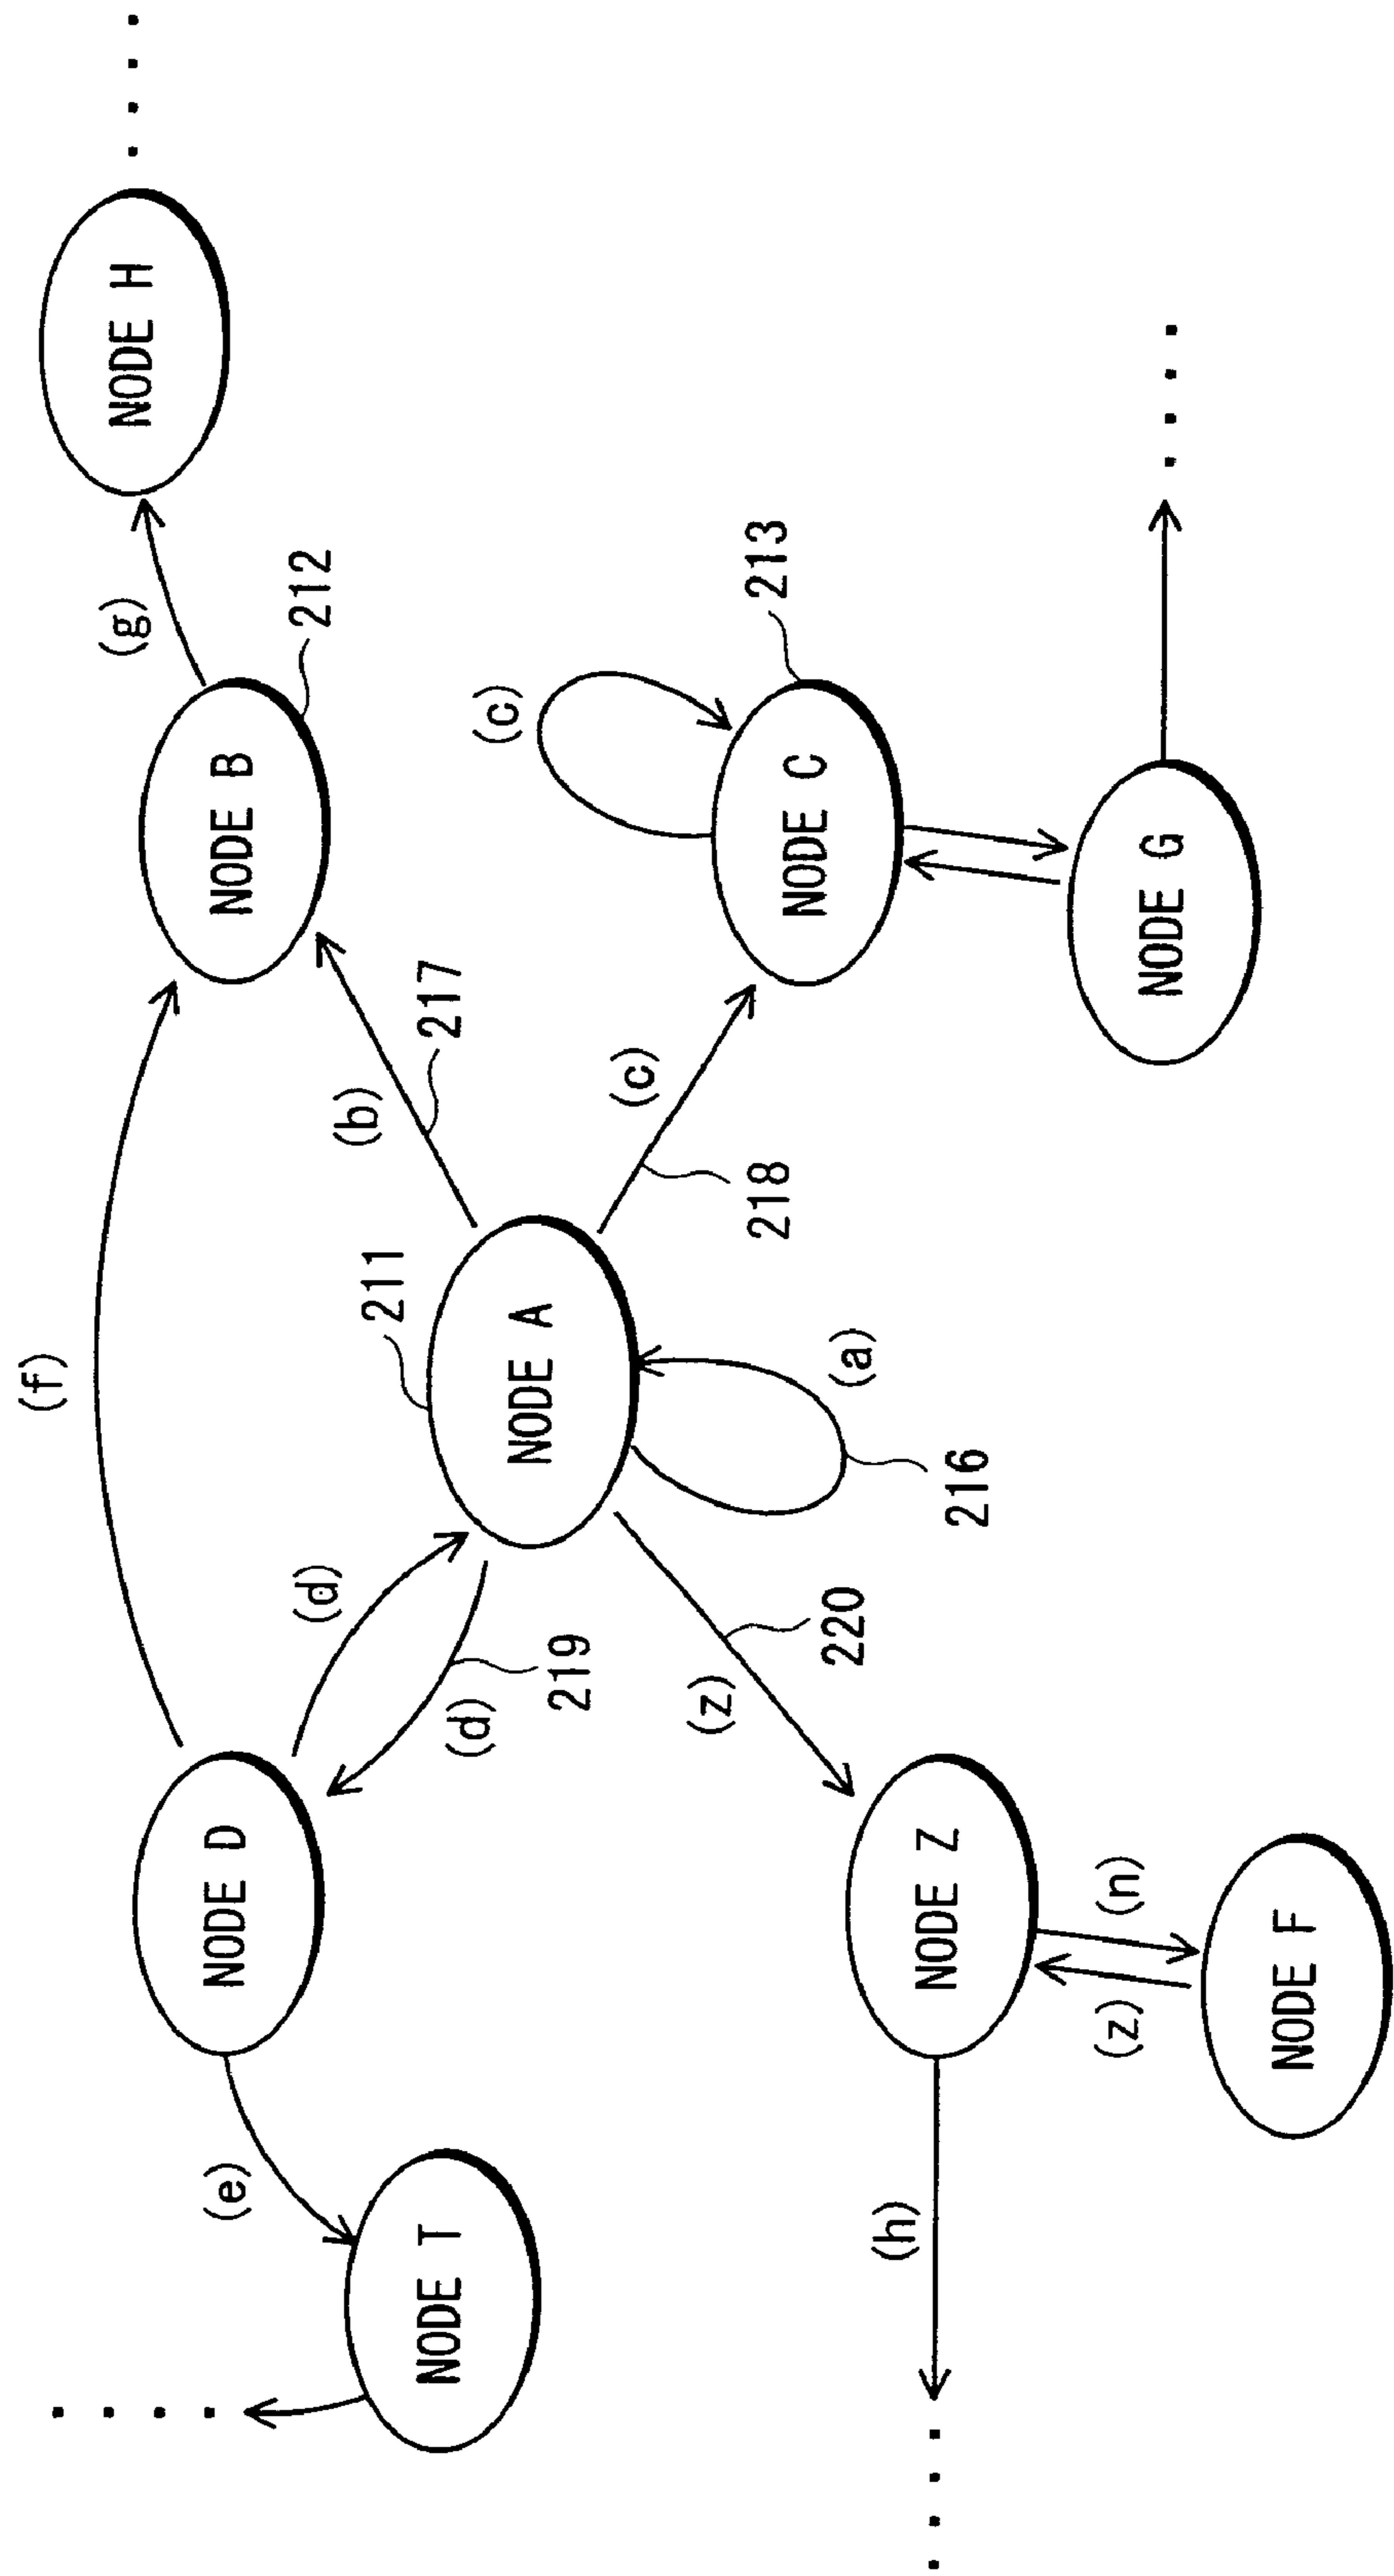 (f)
(g)
NODE H
(e)
NODE D
NODE B
212
(d)
(b)
211
NODE T
217
(d)
(c)
NODE A
219
(c)
(z)
218
213
NODE C
220
(a)
(h)
NODE Z
216
(z)
(n)
NODE G
NODE F